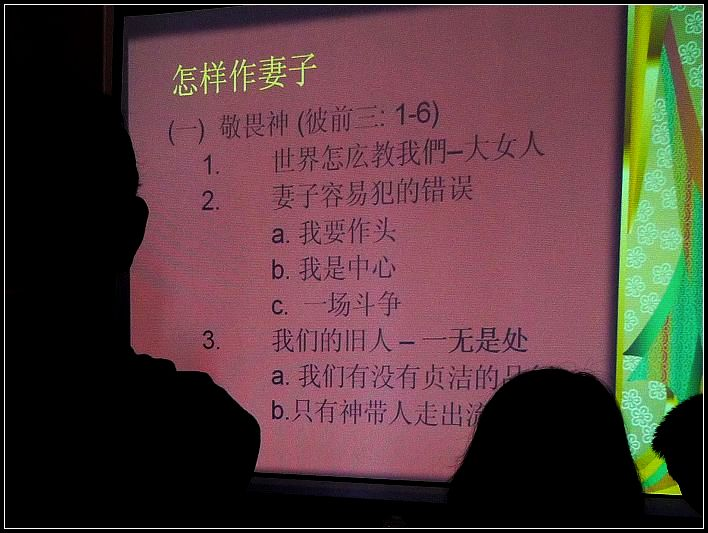 怎样作妻子
(一) 敬畏神 (彼前三: 1-6)
1. 世界怎庅教我們–大女人
2. 妻子容易犯的错误
a. 我要作头
b. 我是中心
c. 一场斗争
3. 我们的旧人 – 一无是处
a. 我们有没有贞洁的品
b.只有神带人走出